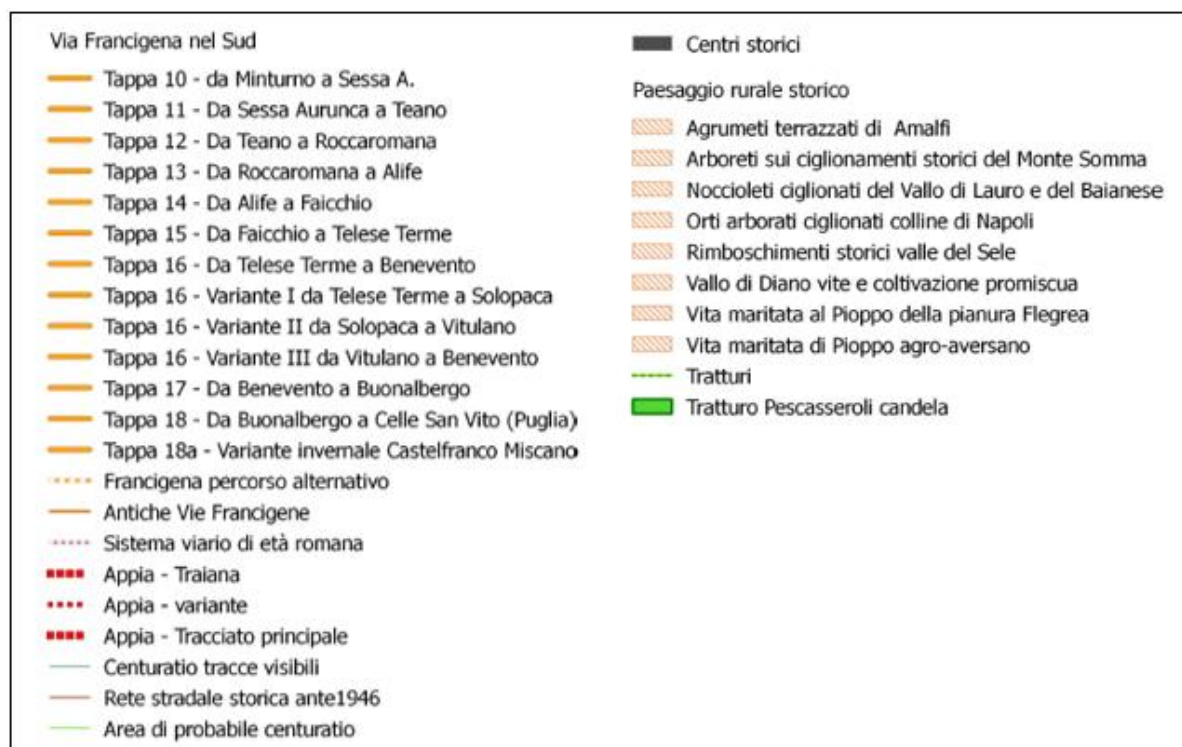 Via Francigena nel Sud
Tappa 10 - da Minturno a Sessa A.
Tappa 11 - Da Sessa Aurunca a Teano
Tappa 12 - Da Teano a Roccaromana
Tappa 13 - Da Roccaromana a Alife
Tappa 14 - Da Alife a Faicchio
Tappa 15 - Da Faicchio a Telese Terme
Tappa 16 - Da Telese Terme a Benevento
Tappa 16 - Variante I da Telese Terme a Solopaca
Tappa 16 - Variante II da Solopaca a Vitulano
Tappa 16 - Variante III da Vitulano a Benevento
Tappa 17 - Da Benevento a Buonalbergo
Tappa 18 - Da Buonalbergo a Celle San Vito (Puglia)
Tappa 18a - Variante invernale Castelfranco Miscano
Francigena percorso alternativo
Antiche Vie Francigene
Sistema viario di età romana
Appia - Traiana
Appia - variante
Appia - Tracciato principale
Centuratio tracce visibili
Rete stradale storica ante1946
Area di probabile centuratio
Centri storici
Paesaggio rurale storico
Agrumeti terrazzati di Amalfi
Arboreti sui ciglionamenti storici del Monte Somma
Noccioleti ciglionati del Vallo di Lauro e del Baianese
Orti arborati ciglionati colline di Napoli
Rimboschimenti storici valle del Sele
Vallo di Diano vite e coltivazione promiscua
Vita maritata al Pioppo della pianura Flegrea
Vita maritata di Pioppo agro-aversano
Tratturi
Tratturo Pescasseroli candela